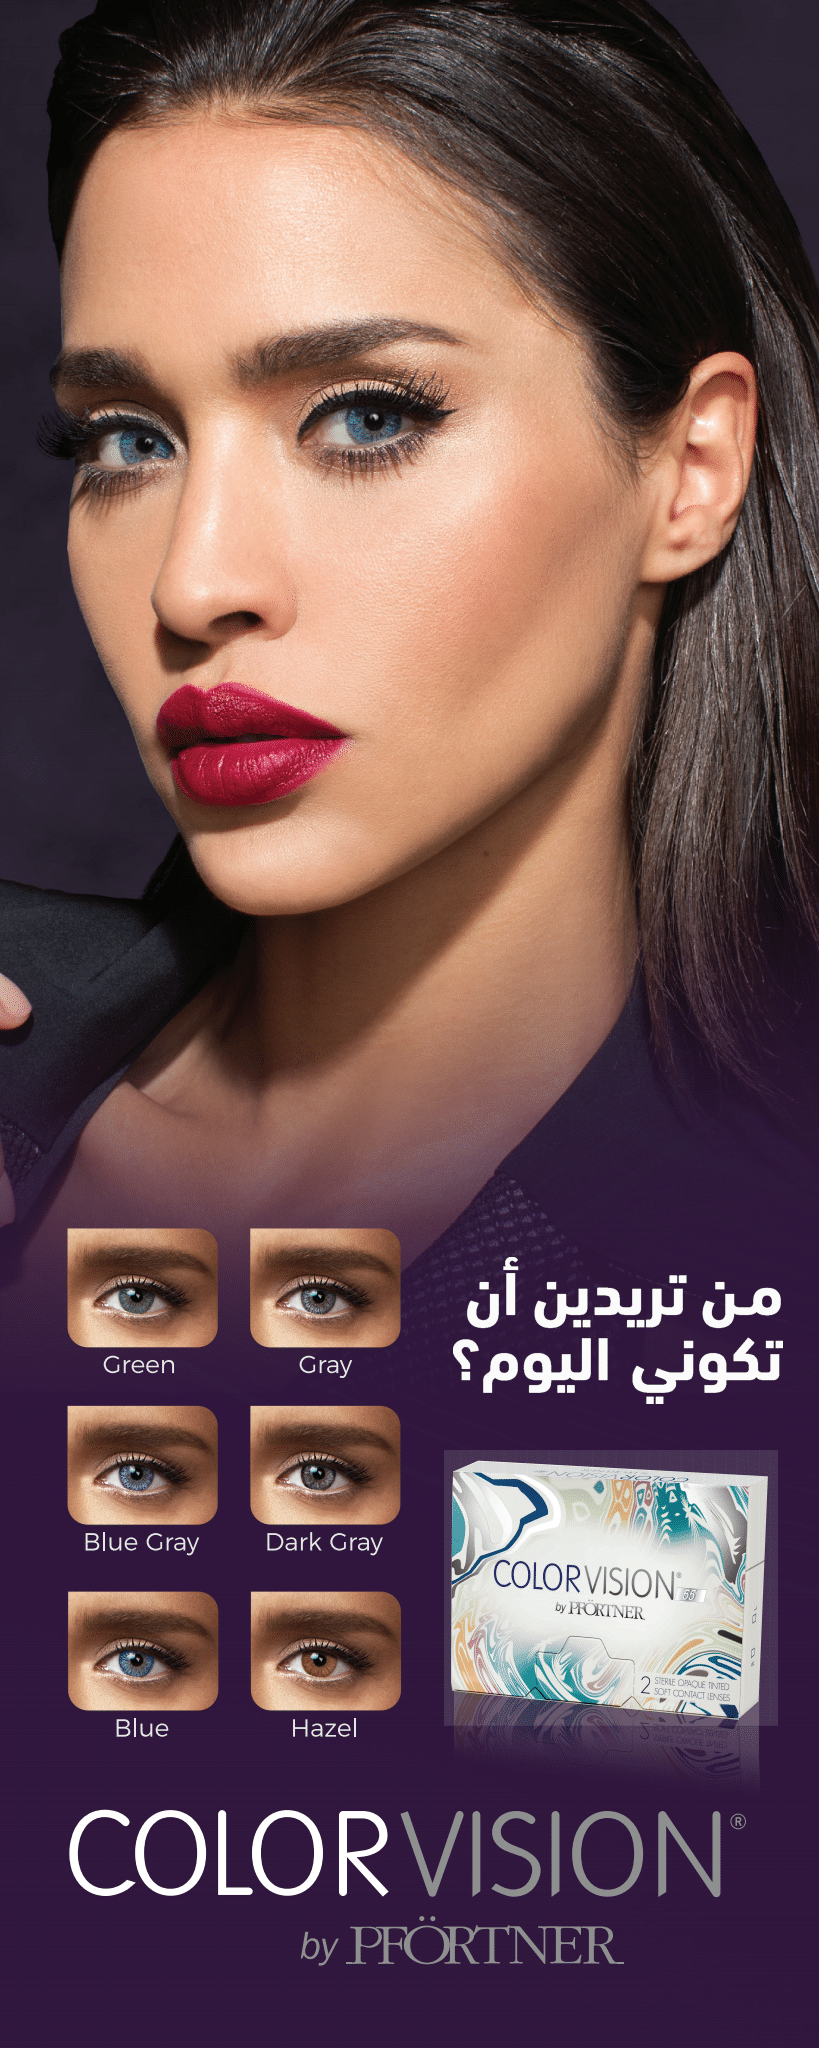 من تريدين أن
تكوني اليوم؟
Green
Gray
Blue Gray
Dark Gray
Blue
Hazel
COLORVISION® 55
by PFÖRTNER
2 STERILE OPAQUE TINTED
SOFT CONTACT LENSES
COLORVISION®
by PFÖRTNER